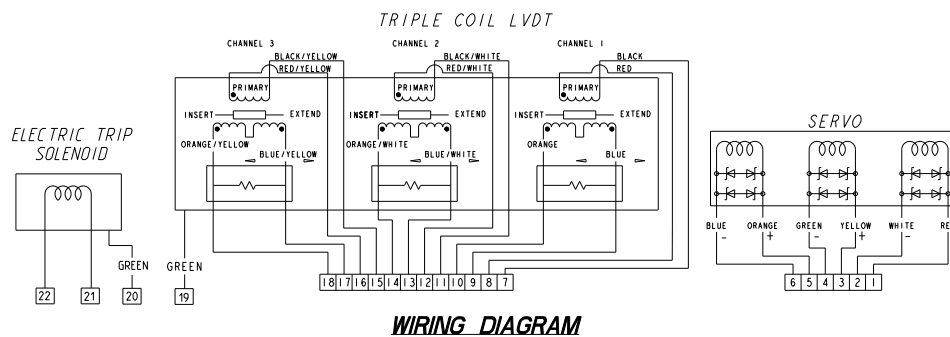 TRIPLE COIL LVDT
CHANNEL 3
CHANNEL 2
CHANNEL 1
BLACK/YELLOW
BLACK/WHITE
BLACK
RED/YELLOW
RED/WHITE
RED
PRIMARY
PRIMARY
PRIMARY
INSERT
EXTEND
INSERT
EXTEND
INSERT
EXTEND
ORANGE/YELLOW
BLUE/YELLOW
ORANGE/WHITE
BLUE/WHITE
ORANGE
BLUE
ELECTRIC TRIP
SOLENOID
GREEN
GREEN
22
21
20
19
18 17 16 15 14 13 12 11 10 9 8 7
SERVO
BLUE
-
ORANGE
+
GREEN
-
YELLOW
+
WHITE
-
6 5 4 3 2 1
WIRING DIAGRAM